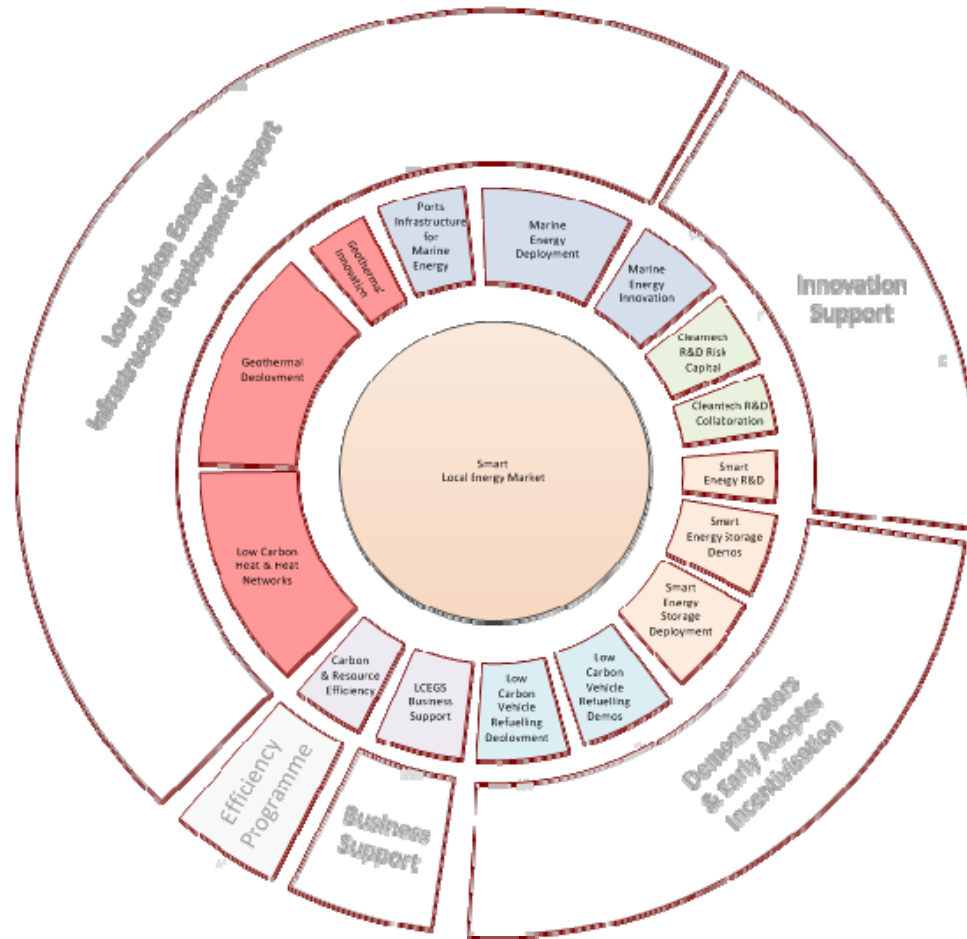 Low Carbon Energy
Infrastructure Deployment Support
Innovation
Support
Demonstrators
& Early Adopter
Incentivisation
Business
Support
Efficiency
Programme
Ports
Infrastructure
for
Marine
Energy
Marine
Energy
Deployment
Marine
Energy
Innovation
Cleantech
R&D Risk
Capital
Cleantech R&D
Collaboration
Smart
Energy R&D
Smart
Energy Storage
Demos
Smart
Energy
Storage
Deployment
Low
Carbon
Vehicle
Refuelling
Demos
Low
Carbon
Vehicle
Refuelling
Deployment
LCEGS
Business
Support
Carbon
& Resource
Efficiency
Low Carbon
Heat & Heat
Networks
Geothermal
Deployment
Geothermal
Innovation
Smart
Local Energy Market